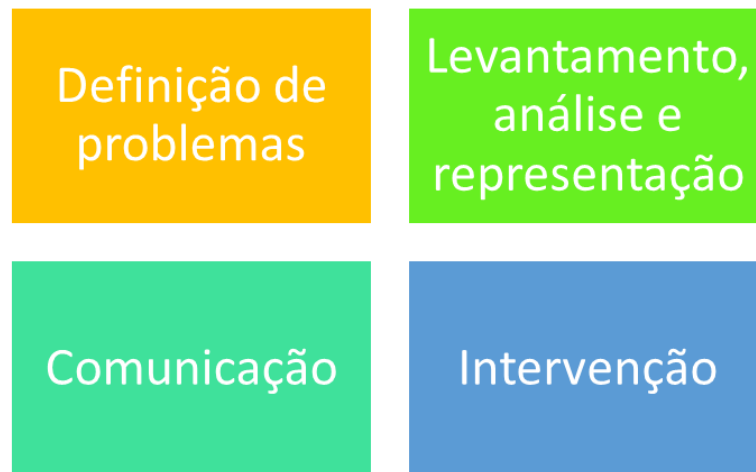 Definição de
problemas
Levantamento,
análise e
representação
Comunicação
Intervenção